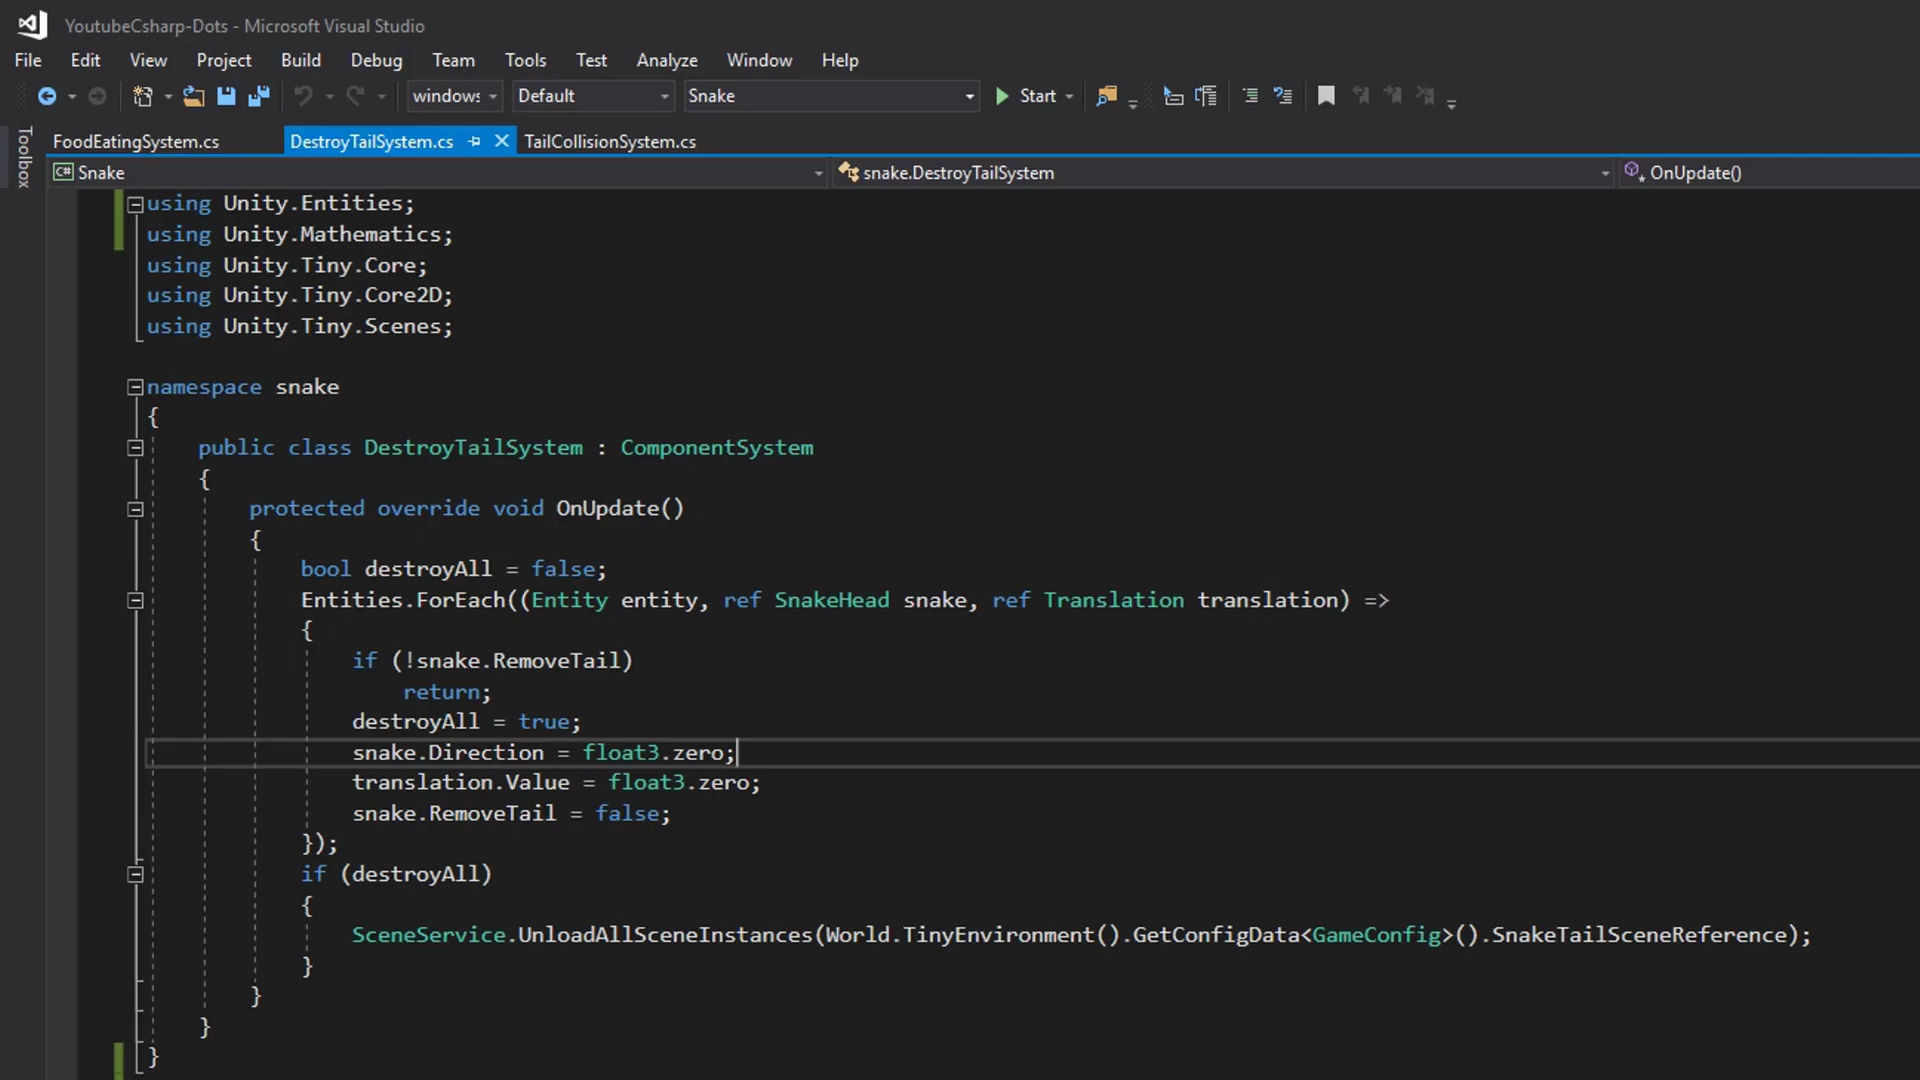 YoutubeCsharp-Dots - Microsoft Visual Studio
File Edit View Project Build Debug Team Tools Test Analyze Window Help
windows Default Snake Start
FoodEatingSystem.cs DestroyTailSystem.cs TailCollisionSystem.cs
Toolbox
C# Snake snake.DestroyTailSystem OnUpdate()
using Unity.Entities;
using Unity.Mathematics;
using Unity.Tiny.Core;
using Unity.Tiny.Core2D;
using Unity.Tiny.Scenes;
namespace snake
{
public class DestroyTailSystem : ComponentSystem
{
protected override void OnUpdate()
{
bool destroyAll = false;
Entities.ForEach((Entity entity, ref SnakeHead snake, ref Translation translation) =>
{
if (!snake.RemoveTail)
return;
destroyAll = true;
snake.Direction = float3.zero;
translation.Value = float3.zero;
snake.RemoveTail = false;
});
if (destroyAll)
{
SceneService.UnloadAllSceneInstances(World.TinyEnvironment().GetConfigData<GameConfig>().SnakeTailSceneReference);
}
}
}
}